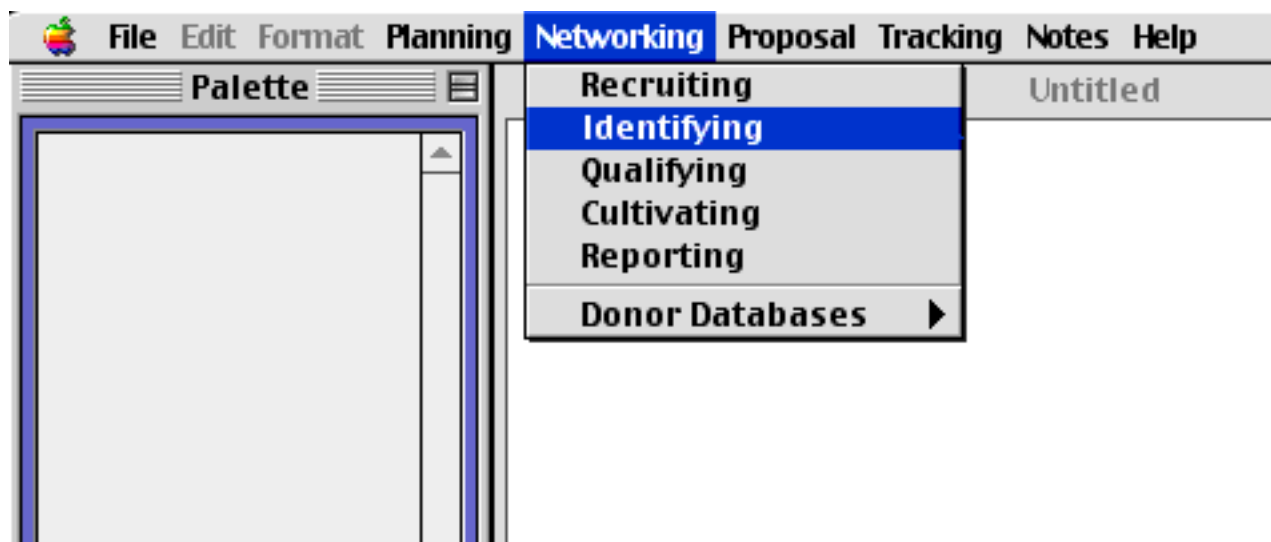 File Edit Format Planning Networking Proposal Tracking Notes Help
Palette
Untitled
Recruiting
Identifying
Qualifying
Cultivating
Reporting
Donor Databases